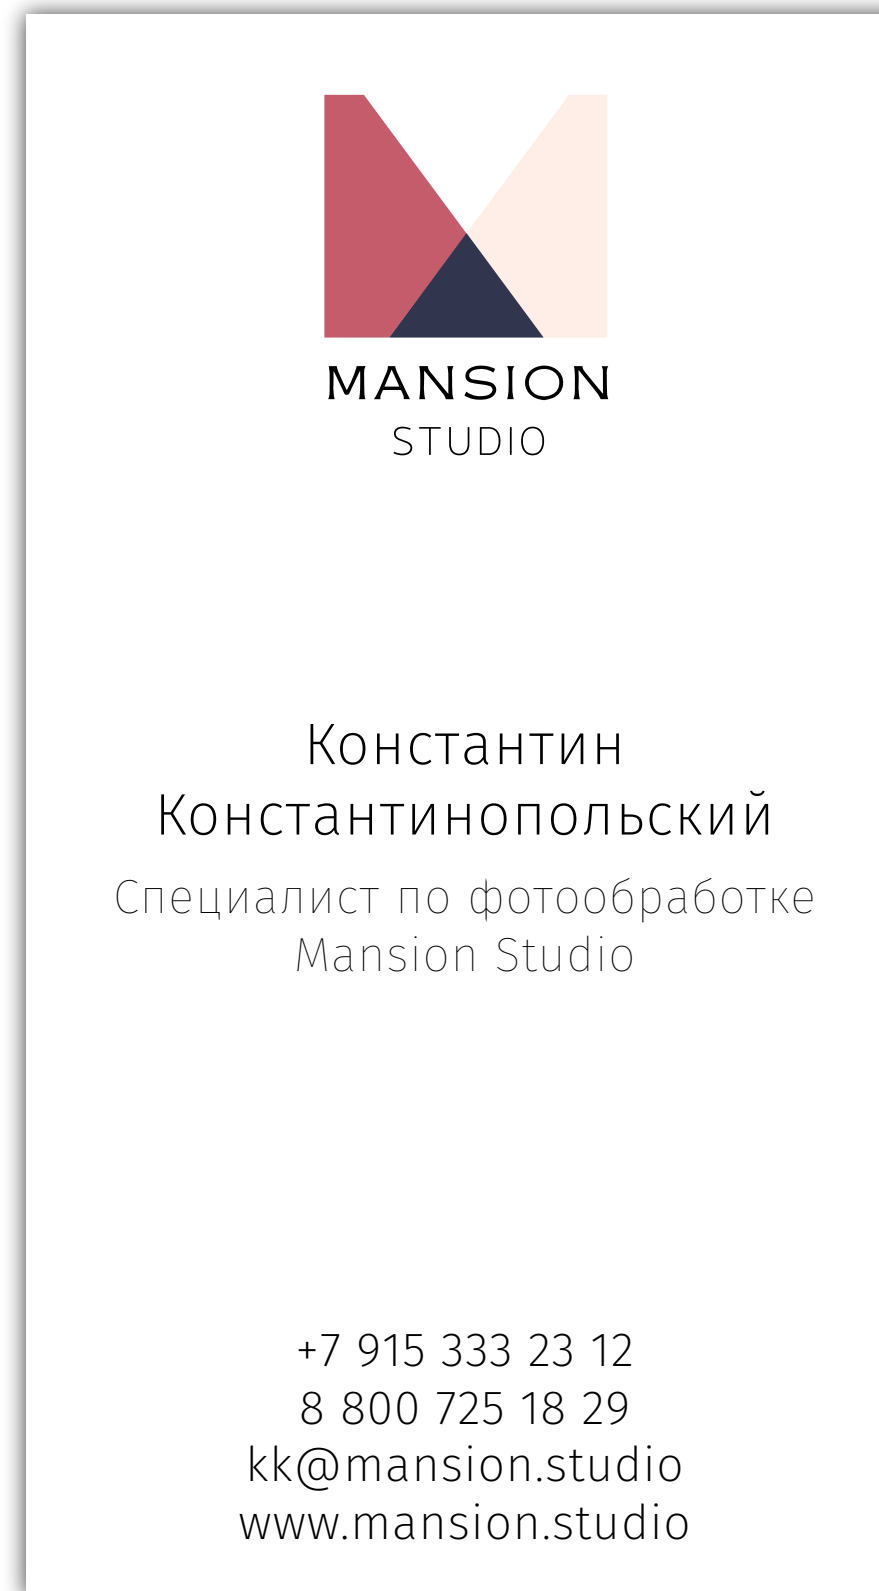 MANSION
STUDIO
Константин
Константинопольский
Специалист по фотообработке
Mansion Studio
+7 915 333 23 12
8 800 725 18 29
kk@mansion.studio
www.mansion.studio